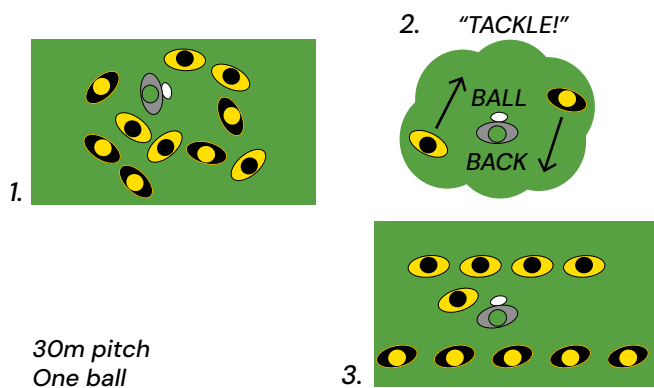 1.
2. “TACKLE!”
BALL
BACK
3.
30m pitch
One ball